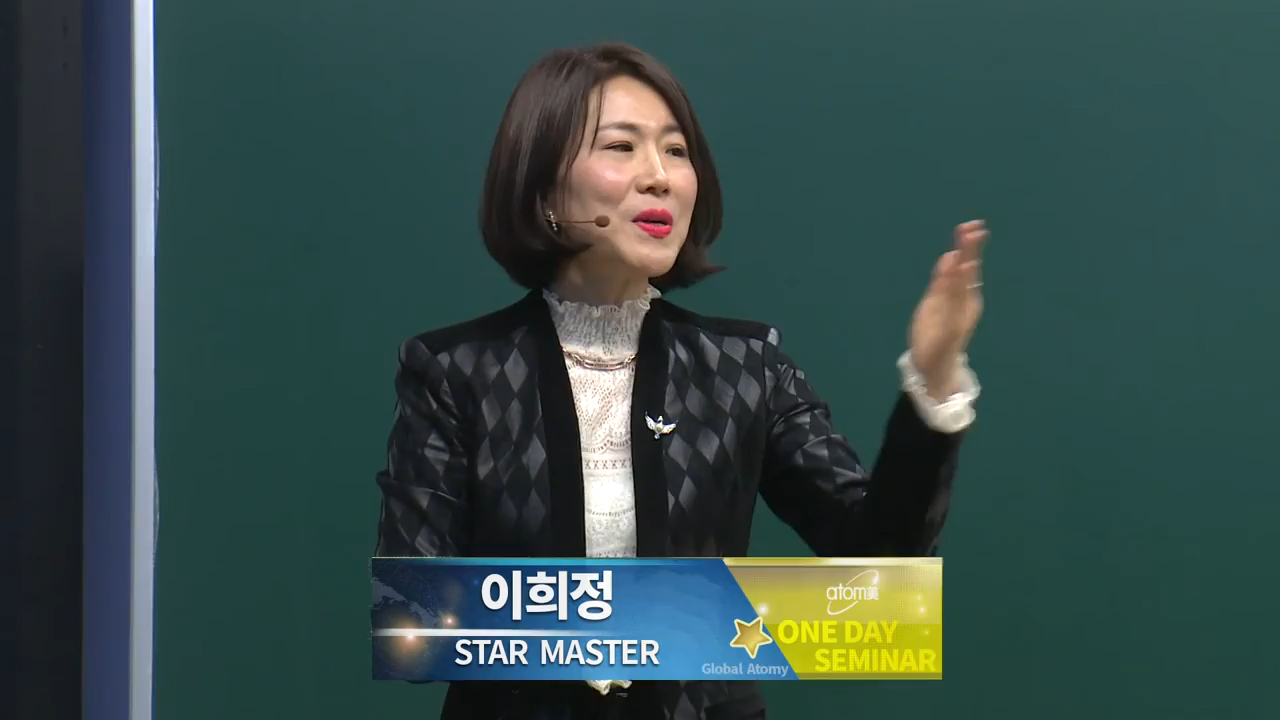 이희정
STAR MASTER
Global Atomy
atom美
ONE DAY
SEMINAR